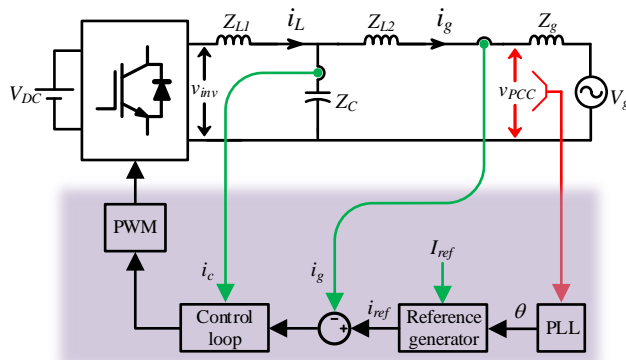 Z_L1
i_L
Z_L2
i_g
Z_g
V_DC
v_inv
Z_C
v_PCC
V_g
PWM
i_c
i_g
I_ref
i_ref
θ
Control
loop
-
+
Reference
generator
PLL